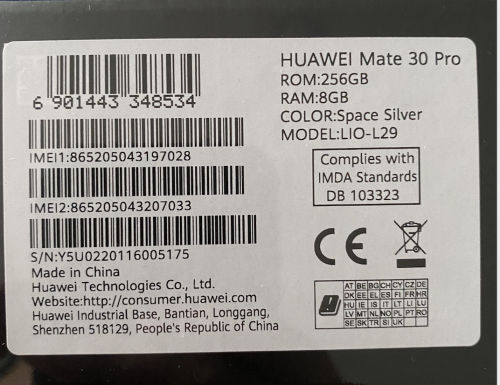 6 901443 348534
IMEI1:865205043197028
IMEI2:865205043207033
S/N:Y5U0220116005175
Made in China
Huawei Technologies Co., Ltd.
Website:http://consumer.huawei.com
Huawei Industrial Base, Bantian, Longgang,
Shenzhen 518129, People's Republic of China
HUAWEI Mate 30 Pro
ROM:256GB
RAM:8GB
COLOR:Space Silver
MODEL:LIO-L29
Complies with
IMDA Standards
DB 103323
CE
AT BE BG CH CY CZ DE
DK EE EL ES FI FR HR
HU IE IS IT LI LT LU
LV MT NL NO PL PT RO
SE SK TR SI UK